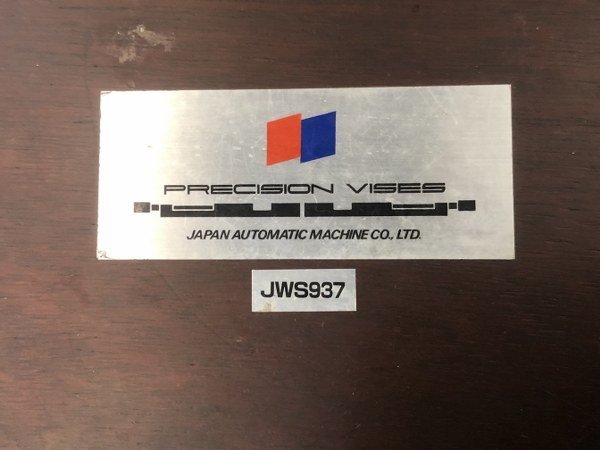 PRECISION VISES
JAPAN AUTOMATIC MACHINE CO., LTD.
JWS937